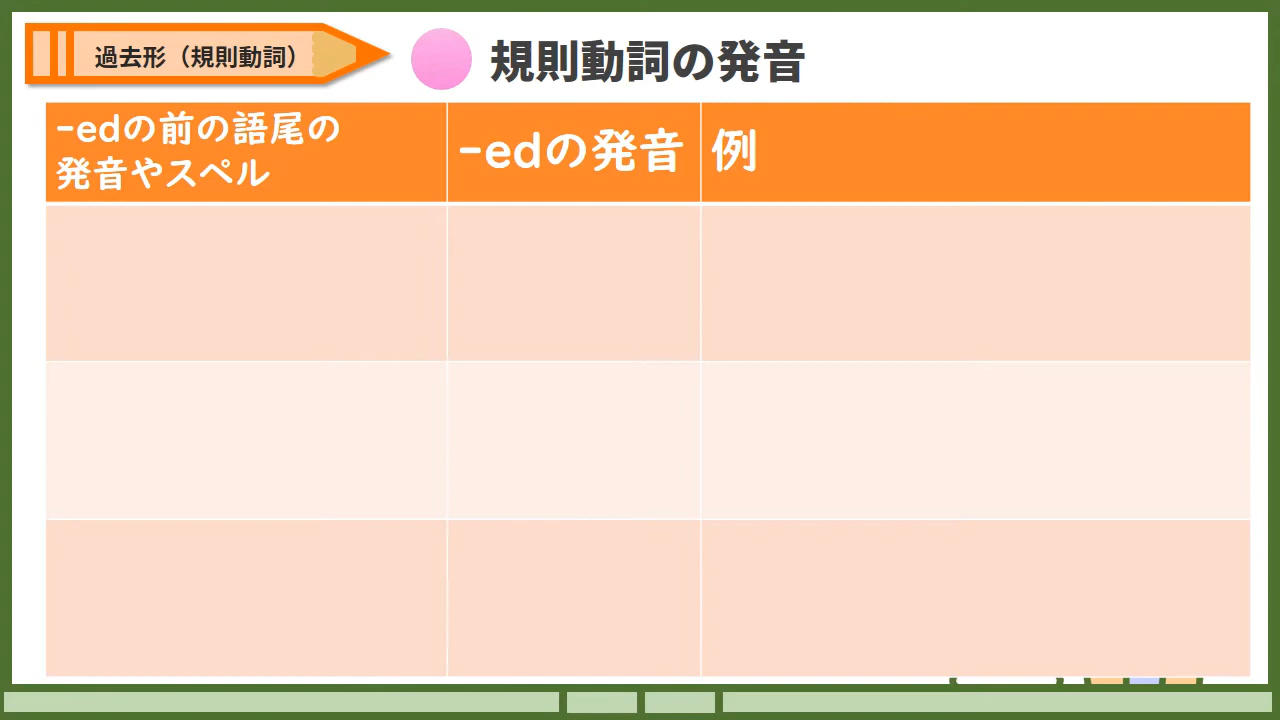 過去形（規則動詞）
規則動詞の発音
-edの前の語尾の
発音やスペル
-edの発音
例